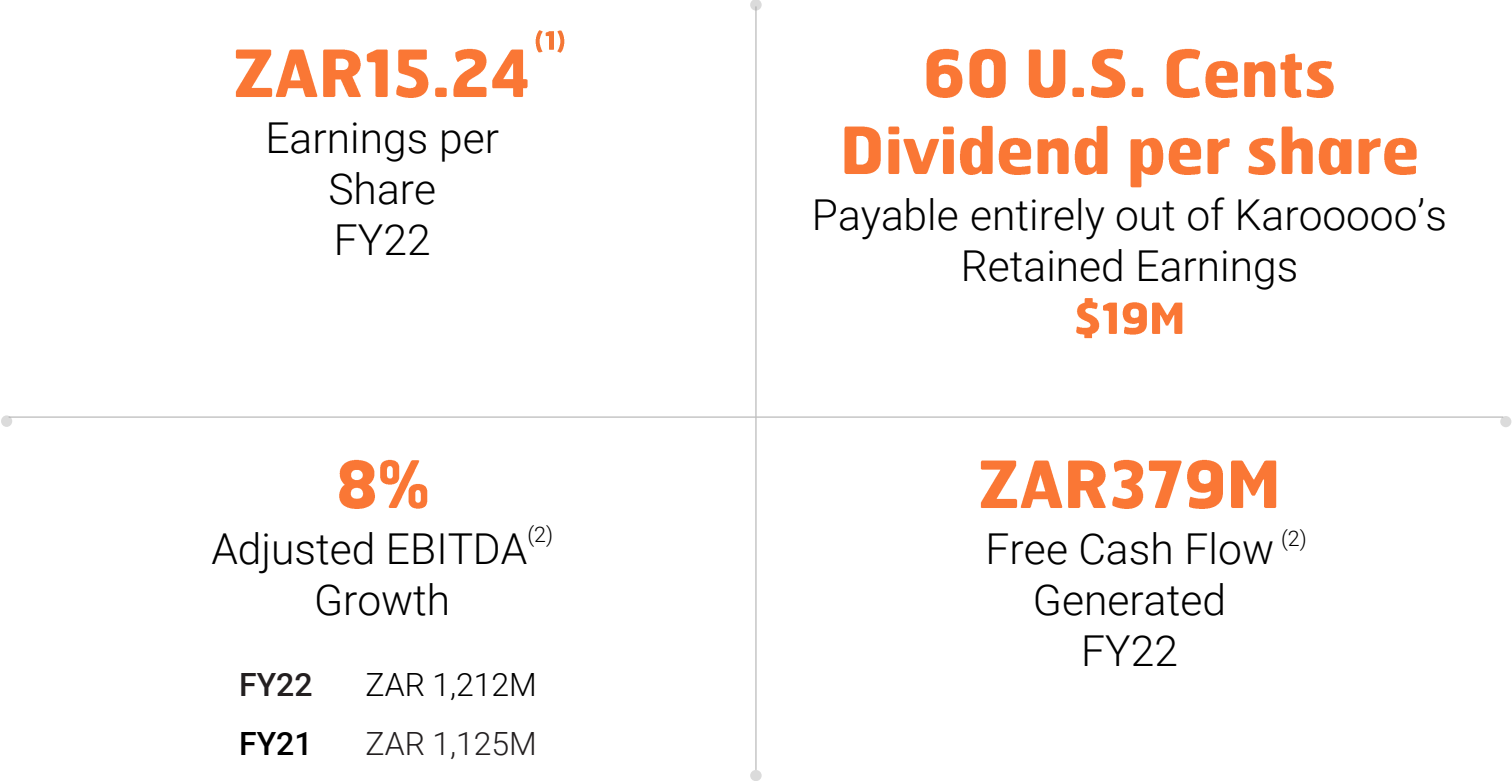 ZAR15.24 (1)
Earnings per
Share
FY22
60 U.S. Cents
Dividend per share
Payable entirely out of Karooooo’s
Retained Earnings
$19M
8%
Adjusted EBITDA(2)
Growth
FY22 ZAR 1,212M
FY21 ZAR 1,125M
ZAR379M
Free Cash Flow (2)
Generated
FY22